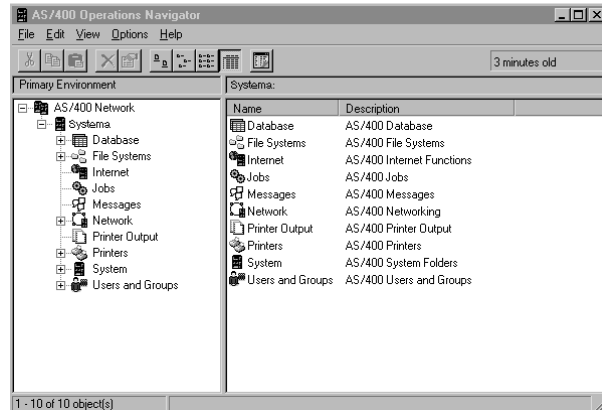 AS/400 Operations Navigator
File Edit View Options Help
3 minutes old
Primary Environment
Systema:
AS/400 Network
Systema
Database
File Systems
Internet
Jobs
Messages
Network
Printer Output
Printers
System
Users and Groups
Name Description
Database AS/400 Database
File Systems AS/400 File Systems
Internet AS/400 Internet Functions
Jobs AS/400 Jobs
Messages AS/400 Messages
Network AS/400 Networking
Printer Output AS/400 Printer Output
Printers AS/400 Printers
System AS/400 System Folders
Users and Groups AS/400 Users and Groups
1 - 10 of 10 object(s)